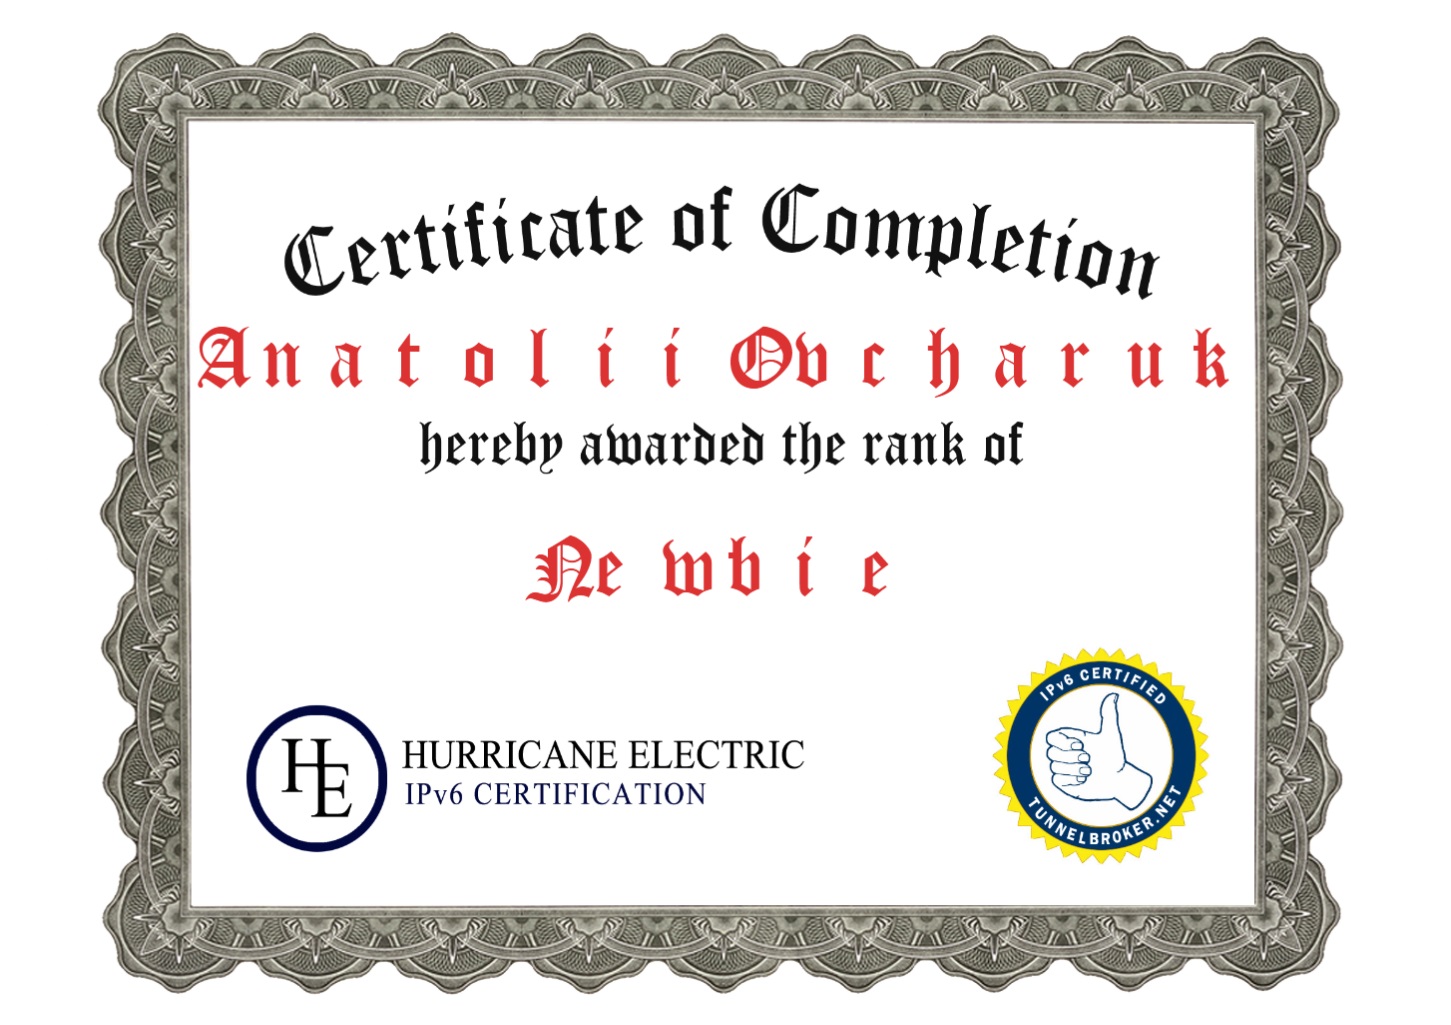 Certificate of Completion
Anatolii Ovcharuk
hereby awarded the rank of
Newbie
HE
HURRICANE ELECTRIC
IPv6 CERTIFICATION
IPv6 CERTIFIED
TUNNELBROKER.NET